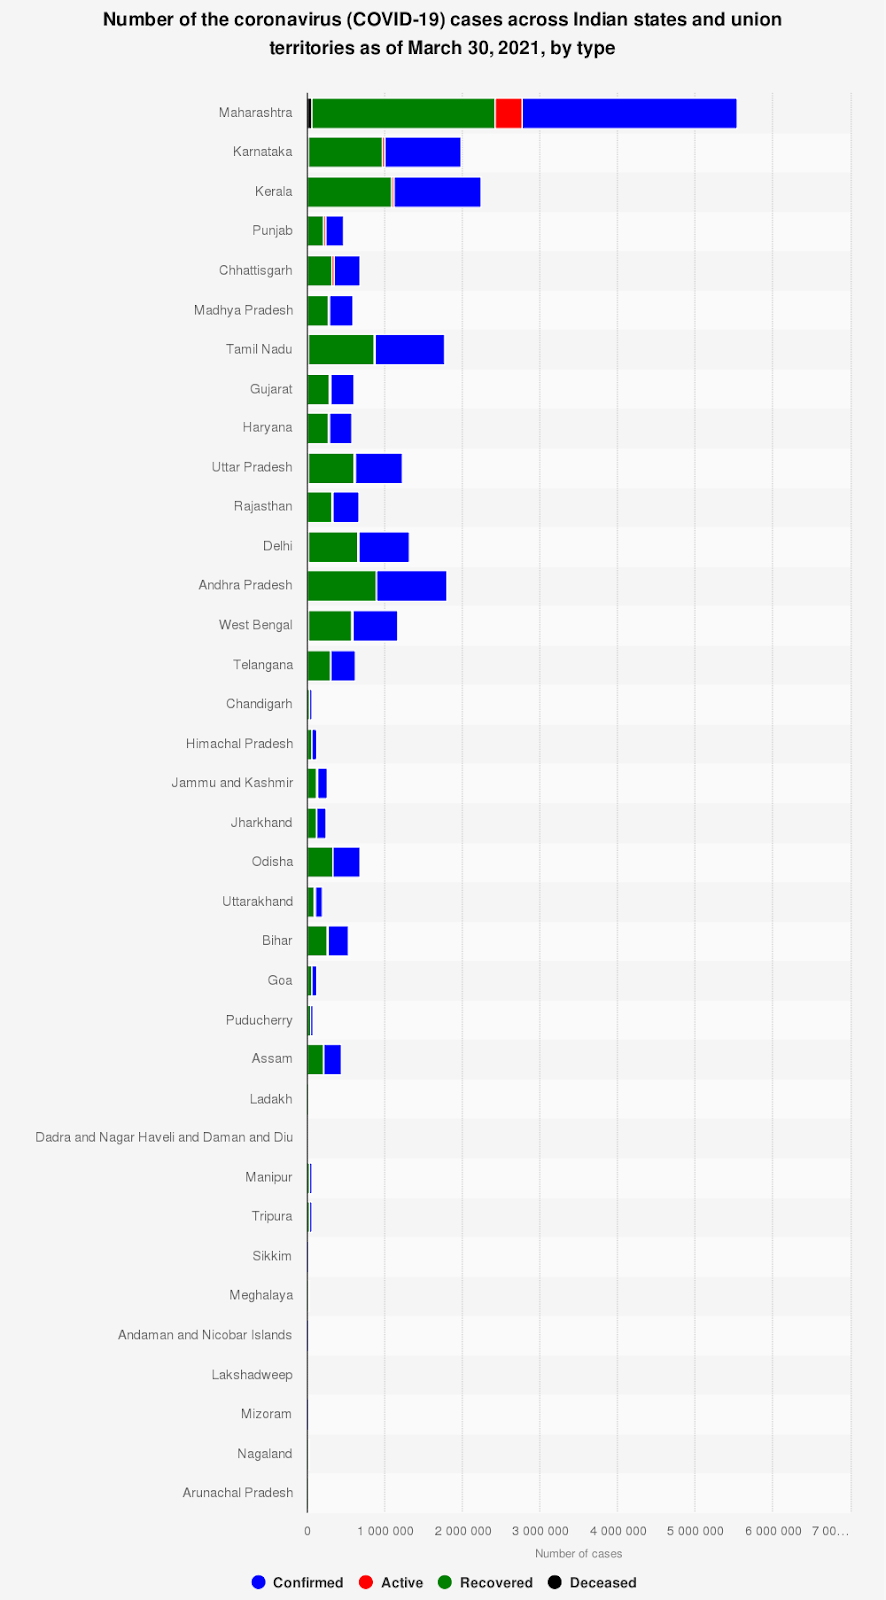 Number of the coronavirus (COVID-19) cases across Indian states and union
territories as of March 30, 2021, by type
Maharashtra
Karnataka
Kerala
Punjab
Chhattisgarh
Madhya Pradesh
Tamil Nadu
Gujarat
Haryana
Uttar Pradesh
Rajasthan
Delhi
Andhra Pradesh
West Bengal
Telangana
Chandigarh
Himachal Pradesh
Jammu and Kashmir
Jharkhand
Odisha
Uttarakhand
Bihar
Goa
Puducherry
Assam
Ladakh
Dadra and Nagar Haveli and Daman and Diu
Manipur
Tripura
Sikkim
Meghalaya
Andaman and Nicobar Islands
Lakshadweep
Mizoram
Nagaland
Arunachal Pradesh
0 1 000 000 2 000 000 3 000 000 4 000 000 5 000 000 6 000 000 7 00…
Number of cases
Confirmed Active Recovered Deceased